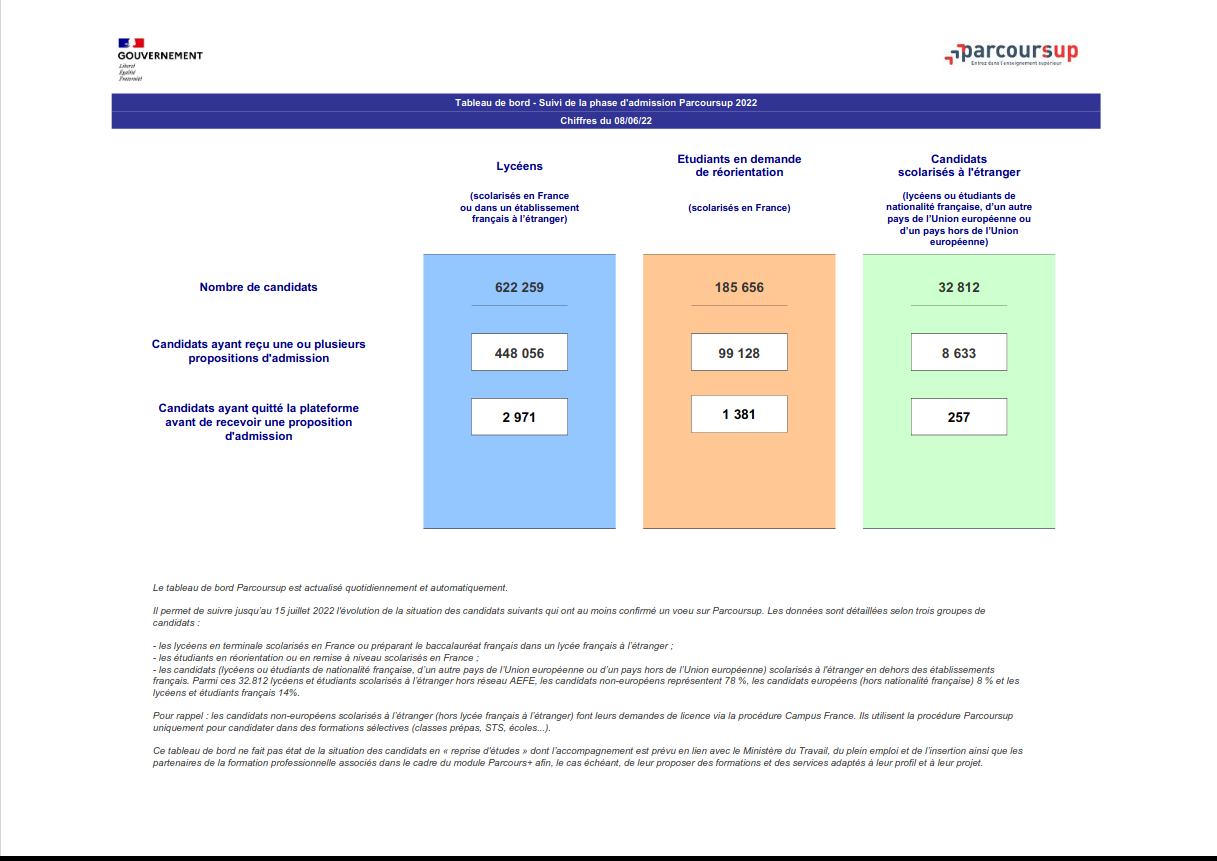 GOUVERNEMENT
Liberté
Égalité
Fraternité
parcoursup
Entrez dans l'enseignement supérieur
Tableau de bord - Suivi de la phase d'admission Parcoursup 2022
Chiffres du 08/06/22
Lycéens
(scolarisés en France
ou dans un établissement
français à l'étranger)
Etudiants en demande
de réorientation
(scolarisés en France)
Candidats
scolarisés à l'étranger
(lycéens ou étudiants de
nationalité française, d'un autre
pays de l'Union européenne ou
d'un pays hors de l'Union
européenne)
Nombre de candidats
622 259
185 656
32 812
Candidats ayant reçu une ou plusieurs
propositions d'admission
448 056
99 128
8 633
Candidats ayant quitté la plateforme
avant de recevoir une proposition
d'admission
2 971
1 381
257
Le tableau de bord Parcoursup est actualisé quotidiennement et automatiquement.
Il permet de suivre jusqu'au 15 juillet 2022 l'évolution de la situation des candidats suivants qui ont au moins confirmé un voeu sur Parcoursup. Les données sont détaillées selon trois groupes de
candidats :
- les lycéens en terminale scolarisés en France ou préparant le baccalauréat français dans un lycée français à l'étranger ;
- les étudiants en réorientation ou en remise à niveau scolarisés en France ;
- les candidats (lycéens ou étudiants de nationalité française, d'un autre pays de l'Union européenne ou d'un pays hors de l'Union européenne) scolarisés à l'étranger en dehors des établissements
français. Parmi ces 32.812 lycéens et étudiants scolarisés à l'étranger hors réseau AEFE, les candidats non-européens représentent 78 %, les candidats européens (hors nationalité française) 8 % et les
lycéens et étudiants français 14%.
Pour rappel : les candidats non-européens scolarisés à l'étranger (hors lycée français à l'étranger) font leurs demandes de licence via la procédure Campus France. Ils utilisent la procédure Parcoursup
uniquement pour candidater dans des formations sélectives (classes prépas, STS, écoles...).
Ce tableau de bord ne fait pas état de la situation des candidats en « reprise d'études » dont l'accompagnement est prévu en lien avec le Ministère du Travail, du plein emploi et de l'insertion ainsi que les
partenaires de la formation professionnelle associés dans le cadre du module Parcours+ afin, le cas échéant, de leur proposer des formations et des services adaptés à leur profil et à leur projet.